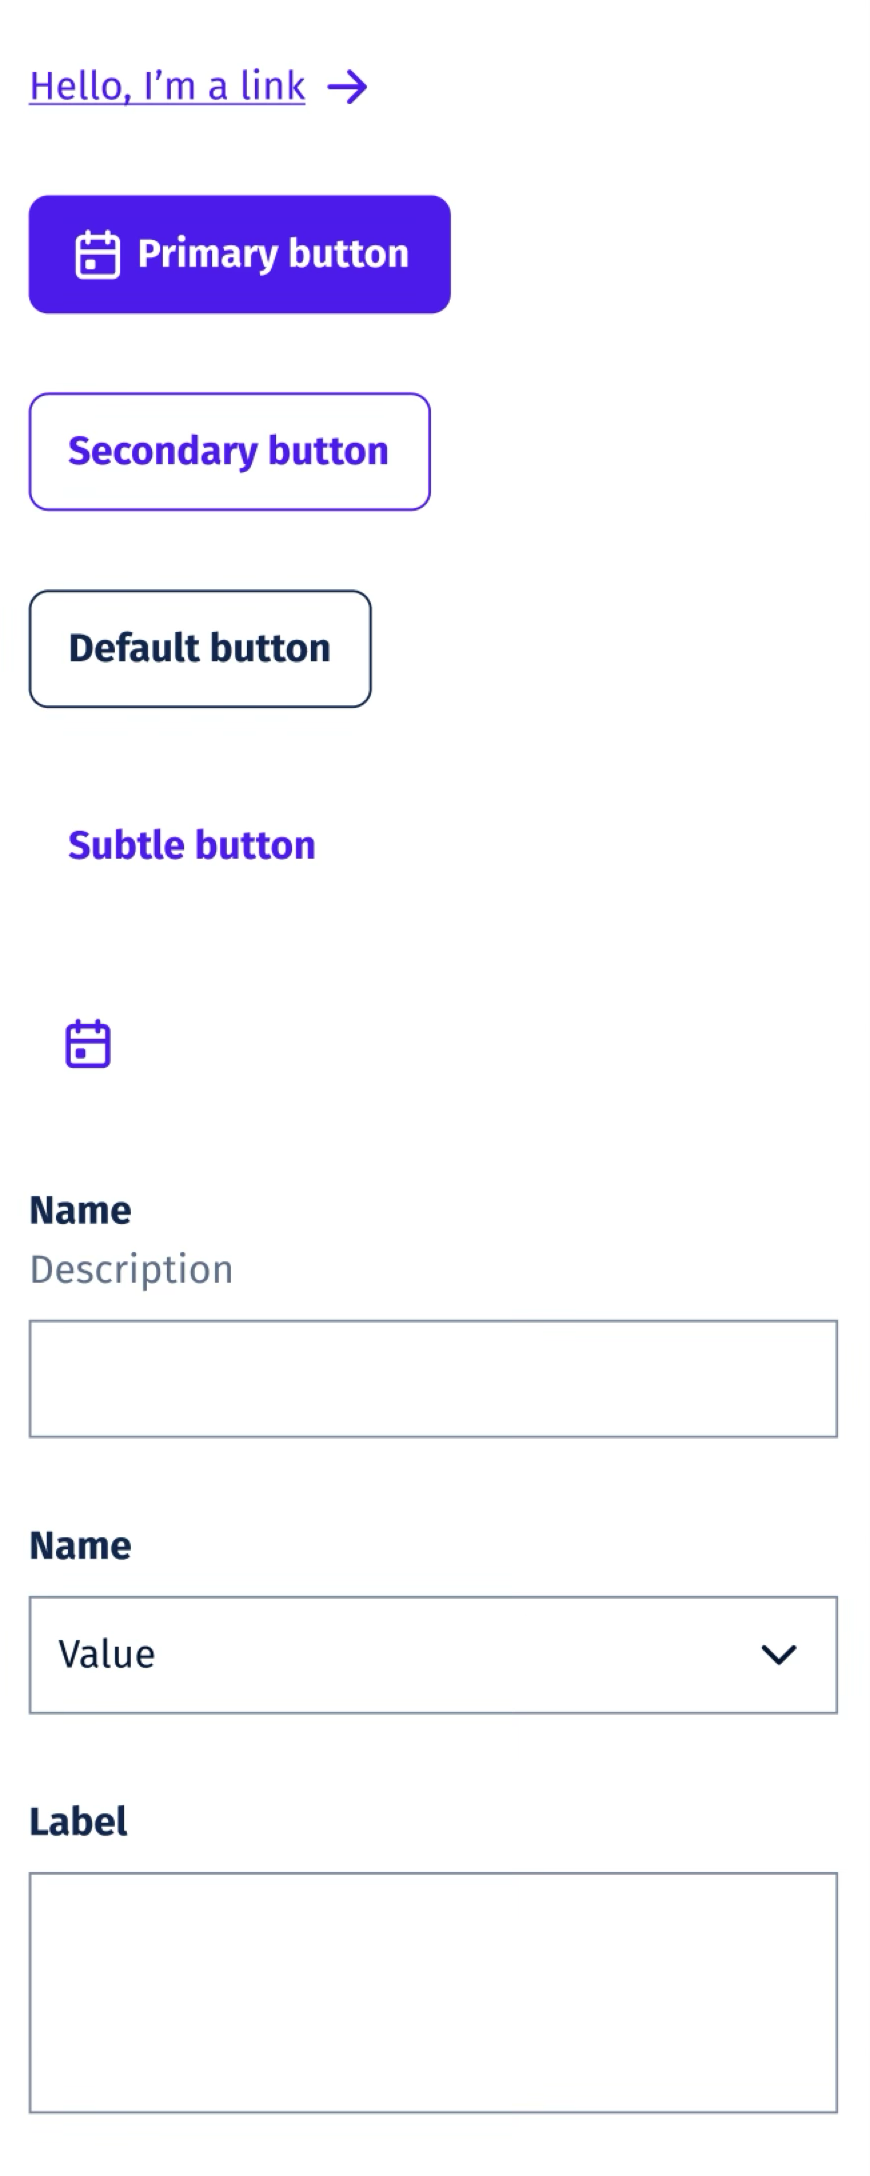 Hello, I’m a link
Primary button
Secondary button
Default button
Subtle button
Name
Description
Name
Value
Label